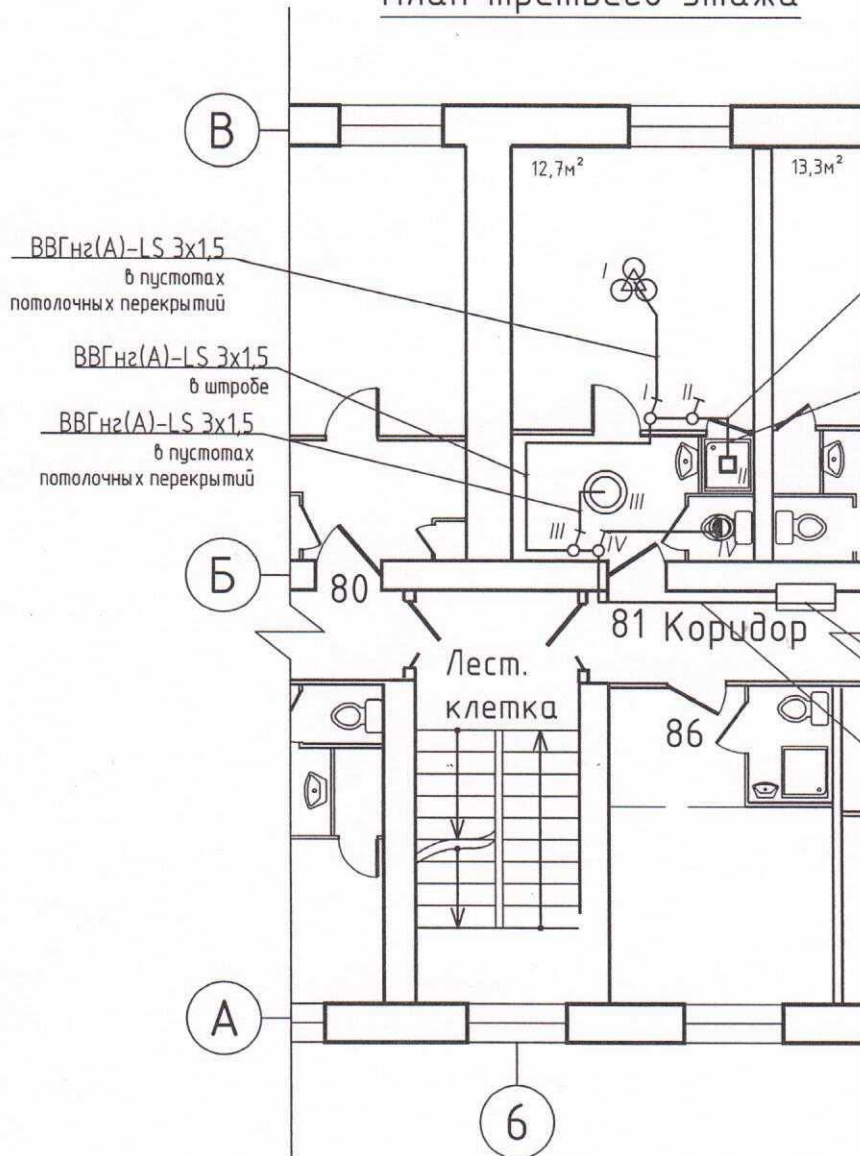 План третьего этажа
В
12,7м²
13,3м²
ВВГнг(А)-LS 3х1,5
в пустотах
потолочных перекрытий
I
ВВГнг(А)-LS 3х1,5
в штробе
I
II
ВВГнг(А)-LS 3х1,5
в пустотах
потолочных перекрытий
II
III
III
IV
IV
Б
80
81 Коридор
Лест.
клетка
86
А
6